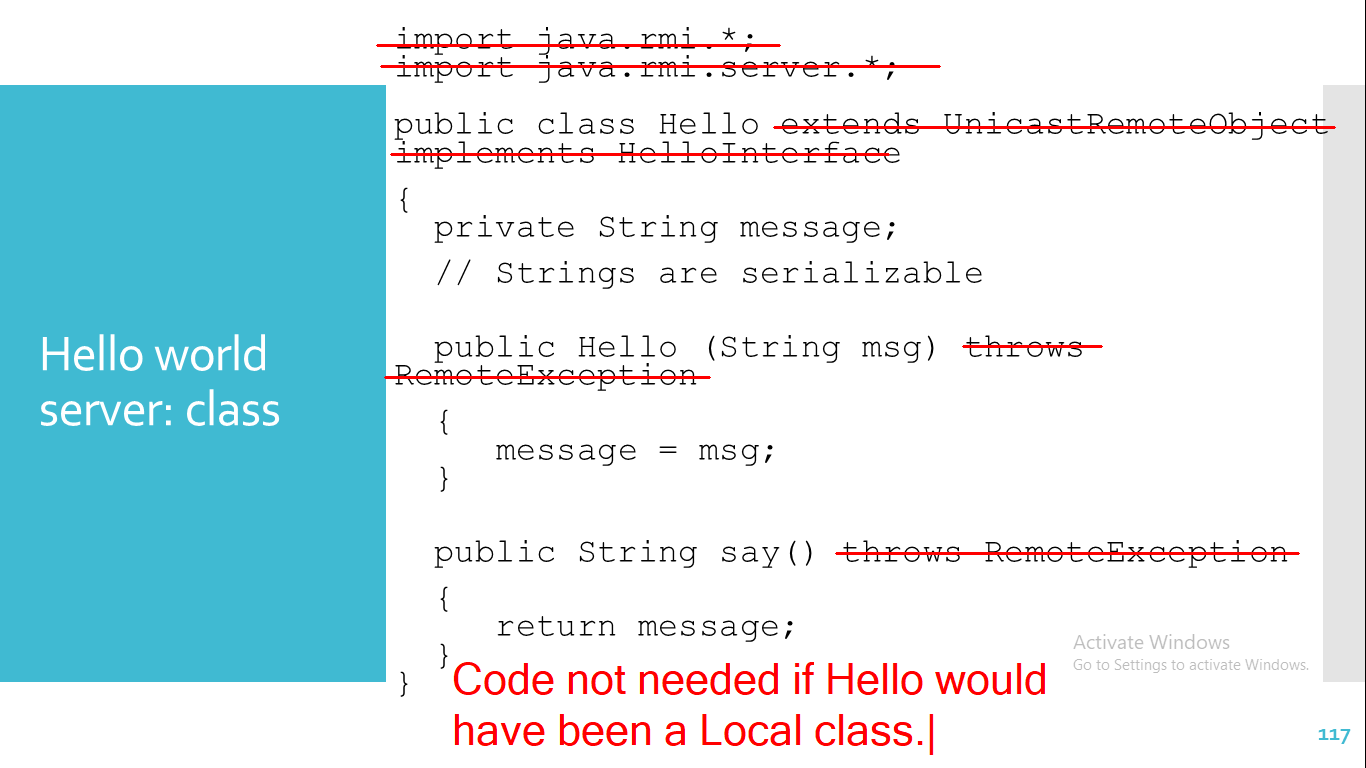 import java.rmi.*;
import java.rmi.server.*;
public class Hello extends UnicastRemoteObject
implements HelloInterface
{
private String message;
// Strings are serializable
public Hello (String msg) throws
RemoteException
{
message = msg;
}
public String say() throws RemoteException
{
return message;
}
}
Hello world
server: class
Code not needed if Hello would
have been a Local class.
Activate Windows
Go to Settings to activate Windows.
117